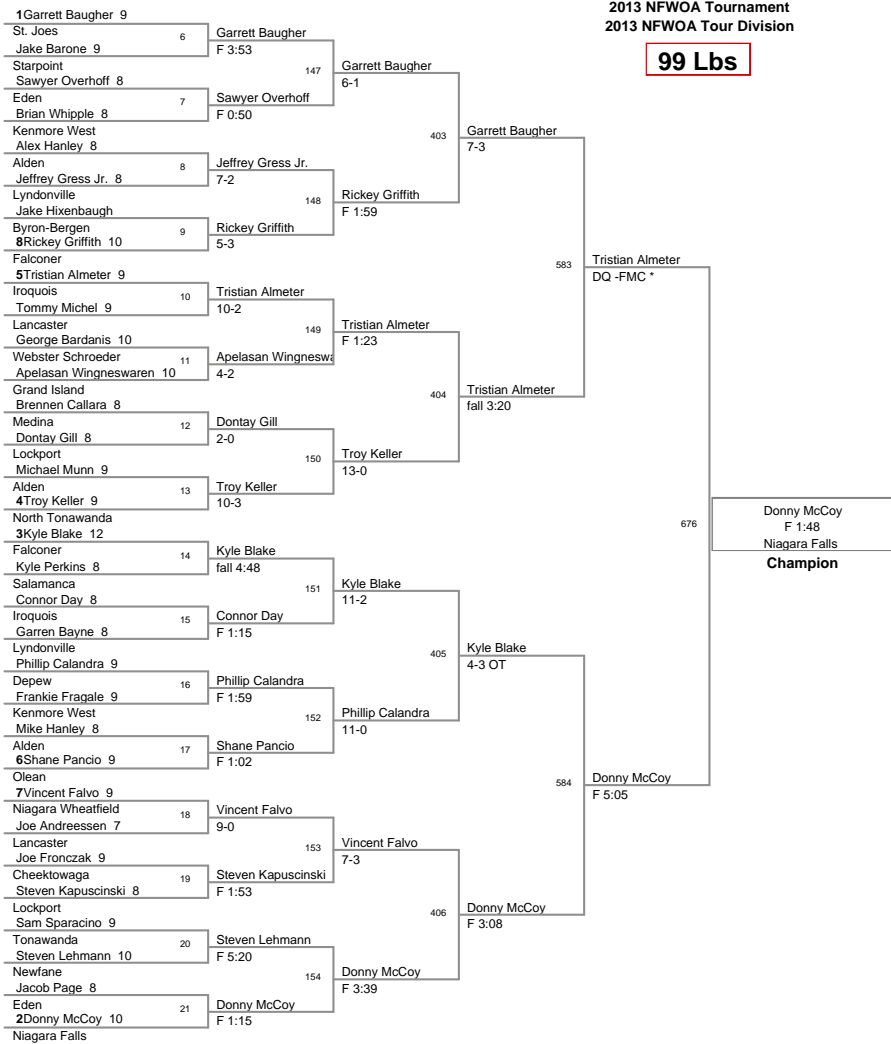 2013 NFWOA Tournament
2013 NFWOA Tour Division
99 Lbs
1Garrett Baugher 9
St. Joes
6
Jake Barone 9
Starpoint
Sawyer Overhoff 8
Eden
7
Brian Whipple 8
Kenmore West
Alex Hanley 8
Alden
8
Jeffrey Gress Jr. 8
Lyndonville
Jake Hixenbaugh
Byron-Bergen
9
8Rickey Griffith 10
Falconer
5Tristian Almeter 9
Iroquois
10
Tommy Michel 9
Lancaster
George Bardanis 10
Webster Schroeder
11
Apelasan Wingneswaren 10
Grand Island
Brennen Callara 8
Medina
12
Dontay Gill 8
Lockport
Michael Munn 9
Alden
13
4Troy Keller 9
North Tonawanda
3Kyle Blake 12
Falconer
14
Kyle Perkins 8
Salamanca
Connor Day 8
Iroquois
15
Garren Bayne 8
Lyndonville
Phillip Calandra 9
Depew
16
Frankie Fragale 9
Kenmore West
Mike Hanley 8
Alden
17
6Shane Pancio 9
Olean
7Vincent Falvo 9
Niagara Wheatfield
18
Joe Andreessen 7
Lancaster
Joe Fronczak 9
Cheektowaga
19
Steven Kapuscinski 8
Lockport
Sam Sparacino 9
Tonawanda
20
Steven Lehmann 10
Newfane
Jacob Page 8
Eden
21
2Donny McCoy 10
Niagara Falls
Garrett Baugher
F 3:53
147
Sawyer Overhoff
F 0:50
Jeffrey Gress Jr.
7-2
148
Rickey Griffith
5-3
Tristian Almeter
10-2
149
Apelasan Wingneswa
4-2
Dontay Gill
2-0
150
Troy Keller
10-3
Kyle Blake
fall 4:48
151
Connor Day
F 1:15
Phillip Calandra
F 1:59
152
Shane Pancio
F 1:02
Vincent Falvo
9-0
153
Steven Kapuscinski
F 1:53
Steven Lehmann
F 5:20
154
Donny McCoy
F 1:15
Garrett Baugher
6-1
403
Rickey Griffith
F 1:59
Tristian Almeter
F 1:23
404
Troy Keller
13-0
Kyle Blake
11-2
405
Phillip Calandra
11-0
Vincent Falvo
7-3
406
Donny McCoy
F 3:39
Garrett Baugher
7-3
583
Tristian Almeter
fall 3:20
Kyle Blake
4-3 OT
584
Donny McCoy
F 3:08
Tristian Almeter
DQ -FMC *
676
Donny McCoy
F 5:05
Donny McCoy
F 1:48
Niagara Falls
Champion